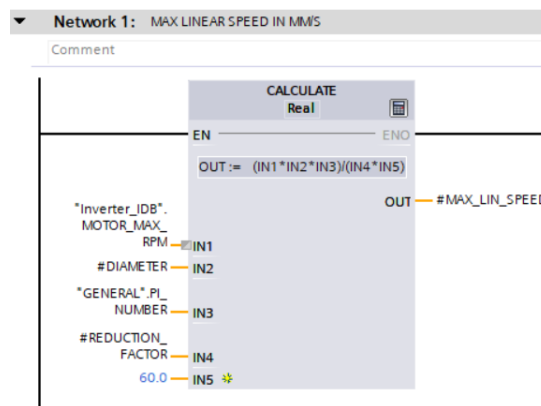 Network 1: MAX LINEAR SPEED IN MM/S
Comment
CALCULATE
Real
EN
ENO
OUT := (IN1*IN2*IN3)/(IN4*IN5)
OUT
#MAX_LIN_SPEED
"Inverter_IDB".
MOTOR_MAX_
RPM
IN1
#DIAMETER
IN2
"GENERAL".PI_
NUMBER
IN3
#REDUCTION_
FACTOR
IN4
60.0
IN5